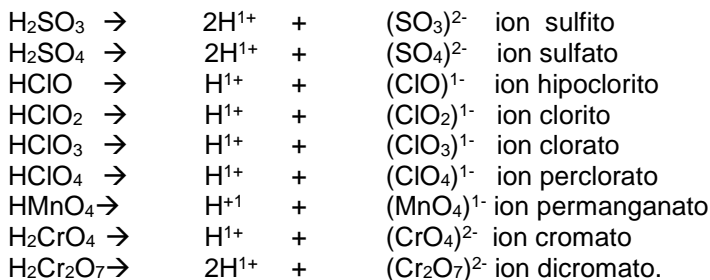 H₂SO₃ → 2H¹⁺ + (SO₃)²⁻ ion sulfito
H₂SO₄ → 2H¹⁺ + (SO₄)²⁻ ion sulfato
HClO → H¹⁺ + (ClO)¹⁻ ion hipoclorito
HClO₂ → H¹⁺ + (ClO₂)¹⁻ ion clorito
HClO₃ → H¹⁺ + (ClO₃)¹⁻ ion clorato
HClO₄ → H¹⁺ + (ClO₄)¹⁻ ion perclorato
HMnO₄→ H⁺¹ + (MnO₄)¹⁻ ion permanganato
H₂CrO₄ → H¹⁺ + (CrO₄)²⁻ ion cromato
H₂Cr₂O₇→ 2H¹⁺ + (Cr₂O₇)²⁻ ion dicromato.